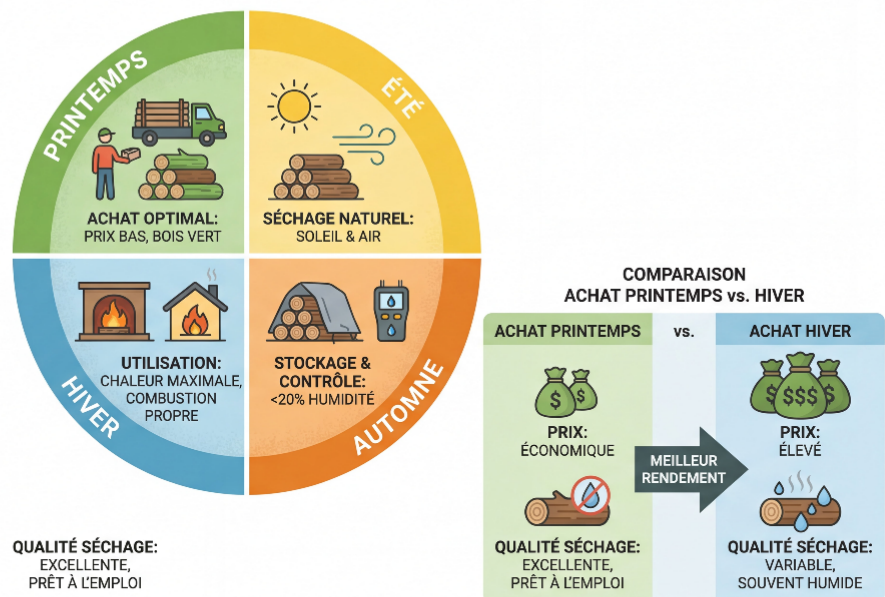 PRINTEMPS
ÉTÉ
ACHAT OPTIMAL:
PRIX BAS, BOIS VERT
SÉCHAGE NATUREL:
SOLEIL & AIR
HIVER
UTILISATION:
CHALEUR MAXIMALE,
COMBUSTION
PROPRE
STOCKAGE &
CONTRÔLE:
<20% HUMIDITÉ
AUTOMNE
QUALITÉ SÉCHAGE:
EXCELLENTE,
PRÊT À L'EMPLOI
COMPARAISON
ACHAT PRINTEMPS vs. HIVER
ACHAT PRINTEMPS vs. ACHAT HIVER
$ $
$ $$$ $
PRIX:
ÉCONOMIQUE
MEILLEUR
RENDEMENT
PRIX:
ÉLEVÉ
QUALITÉ SÉCHAGE:
EXCELLENTE,
PRÊT À L'EMPLOI
QUALITÉ SÉCHAGE:
VARIABLE,
SOUVENT HUMIDE